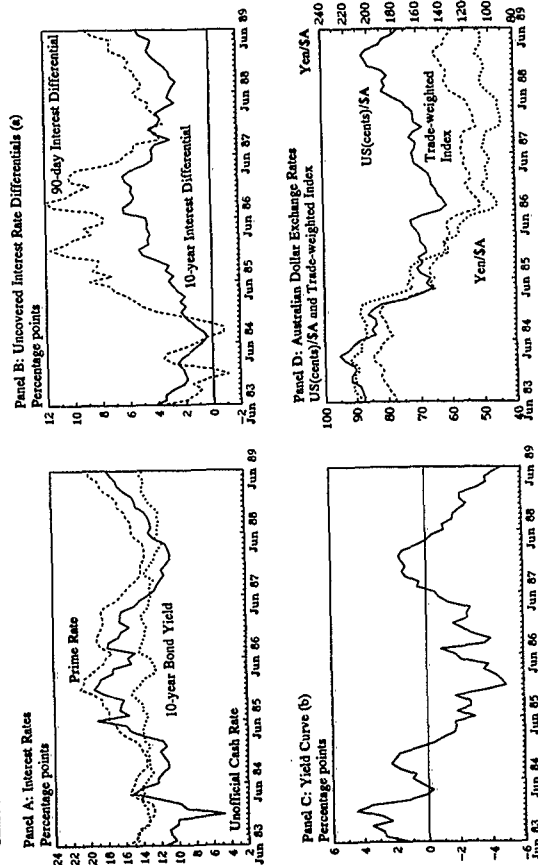 Panel A: Interest Rates
Percentage points
24
22
20
18
16
14
12
10
8
6
4
Prime Rate
10-year Bond Yield
Unofficial Cash Rate
Jun 83 Jun 84 Jun 85 Jun 86 Jun 87 Jun 88 Jun 89
Panel B: Uncovered Interest Rate Differentials (a)
Percentage points
12
10
8
6
4
2
0
-2
90-day Interest Differential
10-year Interest Differential
Jun 83 Jun 84 Jun 85 Jun 86 Jun 87 Jun 88 Jun 89
Panel C: Yield Curve (b)
Percentage points
6
4
2
0
-2
-4
-6
Jun 83 Jun 84 Jun 85 Jun 86 Jun 87 Jun 88 Jun 89
Panel D: Australian Dollar Exchange Rates
US(cents)/$A and Trade-weighted Index
Yen/$A
100
90
80
70
60
50
40
240
220
200
180
160
140
120
100
80
US(cents)/$A
Trade-weighted
Index
Yen/$A
Jun 83 Jun 84 Jun 85 Jun 86 Jun 87 Jun 88 Jun 89